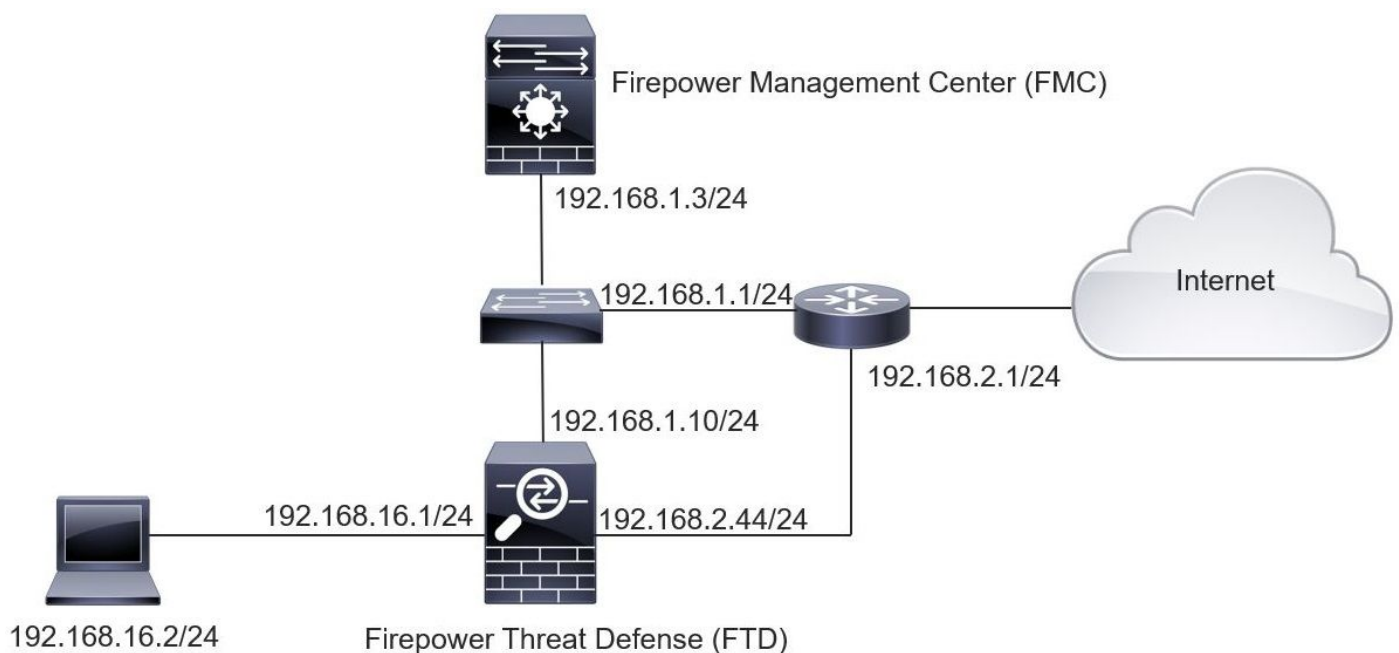 Firepower Management Center (FMC)
192.168.1.3/24
192.168.1.1/24
Internet
192.168.2.1/24
192.168.1.10/24
192.168.16.1/24
192.168.2.44/24
192.168.16.2/24
Firepower Threat Defense (FTD)